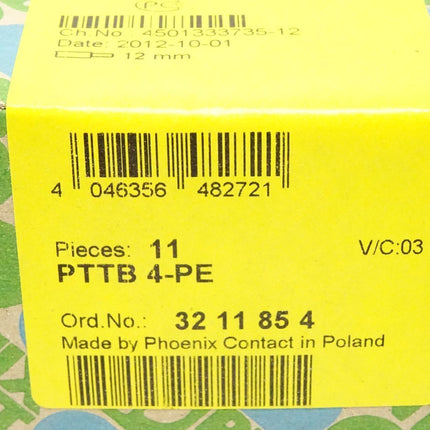 Ch No.: 4501333735-12
Date: 2012-10-01
12 mm
4 046356 482721
Pieces: 11 V/C:03
PTTB 4-PE
Ord.No.: 32 11 85 4
Made by Phoenix Contact in Poland